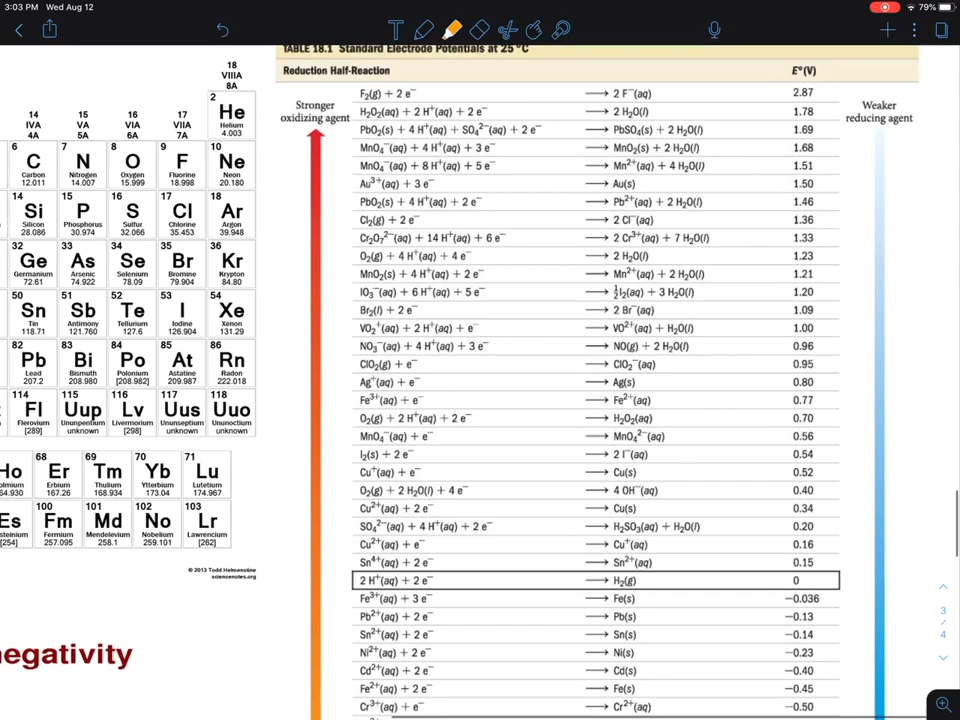 3:03 PM Wed Aug 12
79%
TABLE 18.1 Standard Electrode Potentials at 25 °C
Reduction Half-Reaction E°(V)
Stronger
oxidizing agent
Weaker
reducing agent
F₂(g) + 2 e⁻ ⟶ 2 F⁻(aq) 2.87
H₂O₂(aq) + 2 H⁺(aq) + 2 e⁻ ⟶ 2 H₂O(l) 1.78
PbO₂(s) + 4 H⁺(aq) + SO₄²⁻(aq) + 2 e⁻ ⟶ PbSO₄(s) + 2 H₂O(l) 1.69
MnO₄⁻(aq) + 4 H⁺(aq) + 3 e⁻ ⟶ MnO₂(s) + 2 H₂O(l) 1.68
MnO₄⁻(aq) + 8 H⁺(aq) + 5 e⁻ ⟶ Mn²⁺(aq) + 4 H₂O(l) 1.51
Au³⁺(aq) + 3 e⁻ ⟶ Au(s) 1.50
PbO₂(s) + 4 H⁺(aq) + 2 e⁻ ⟶ Pb²⁺(aq) + 2 H₂O(l) 1.46
Cl₂(g) + 2 e⁻ ⟶ 2 Cl⁻(aq) 1.36
Cr₂O₇²⁻(aq) + 14 H⁺(aq) + 6 e⁻ ⟶ 2 Cr³⁺(aq) + 7 H₂O(l) 1.33
O₂(g) + 4 H⁺(aq) + 4 e⁻ ⟶ 2 H₂O(l) 1.23
MnO₂(s) + 4 H⁺(aq) + 2 e⁻ ⟶ Mn²⁺(aq) + 2 H₂O(l) 1.21
IO₃⁻(aq) + 6 H⁺(aq) + 5 e⁻ ⟶ ½I₂(aq) + 3 H₂O(l) 1.20
Br₂(l) + 2 e⁻ ⟶ 2 Br⁻(aq) 1.09
VO₂⁺(aq) + 2 H⁺(aq) + e⁻ ⟶ VO²⁺(aq) + H₂O(l) 1.00
NO₃⁻(aq) + 4 H⁺(aq) + 3 e⁻ ⟶ NO(g) + 2 H₂O(l) 0.96
ClO₂(g) + e⁻ ⟶ ClO₂⁻(aq) 0.95
Ag⁺(aq) + e⁻ ⟶ Ag(s) 0.80
Fe³⁺(aq) + e⁻ ⟶ Fe²⁺(aq) 0.77
O₂(g) + 2 H⁺(aq) + 2 e⁻ ⟶ H₂O₂(aq) 0.70
MnO₄⁻(aq) + e⁻ ⟶ MnO₄²⁻(aq) 0.56
I₂(s) + 2 e⁻ ⟶ 2 I⁻(aq) 0.54
Cu⁺(aq) + e⁻ ⟶ Cu(s) 0.52
O₂(g) + 2 H₂O(l) + 4 e⁻ ⟶ 4 OH⁻(aq) 0.40
Cu²⁺(aq) + 2 e⁻ ⟶ Cu(s) 0.34
SO₄²⁻(aq) + 4 H⁺(aq) + 2 e⁻ ⟶ H₂SO₃(aq) + H₂O(l) 0.20
Cu²⁺(aq) + e⁻ ⟶ Cu⁺(aq) 0.16
Sn⁴⁺(aq) + 2 e⁻ ⟶ Sn²⁺(aq) 0.15
2 H⁺(aq) + 2 e⁻ ⟶ H₂(g) 0
Fe³⁺(aq) + 3 e⁻ ⟶ Fe(s) −0.036
Pb²⁺(aq) + 2 e⁻ ⟶ Pb(s) −0.13
Sn²⁺(aq) + 2 e⁻ ⟶ Sn(s) −0.14
Ni²⁺(aq) + 2 e⁻ ⟶ Ni(s) −0.23
Cd²⁺(aq) + 2 e⁻ ⟶ Cd(s) −0.40
Fe²⁺(aq) + 2 e⁻ ⟶ Fe(s) −0.45
Cr³⁺(aq) + e⁻ ⟶ Cr²⁺(aq) −0.50
18
VIIIA
8A
14 15 16 17
IVA VA VIA VIIA
4A 5A 6A 7A
2
He
Helium
4.003
6 7 8 9 10
C N O F Ne
Carbon Nitrogen Oxygen Fluorine Neon
12.011 14.007 15.999 18.998 20.180
14 15 16 17 18
Si P S Cl Ar
Silicon Phosphorus Sulfur Chlorine Argon
28.086 30.974 32.066 35.453 39.948
32 33 34 35 36
Ge As Se Br Kr
Germanium Arsenic Selenium Bromine Krypton
72.61 74.922 78.09 79.904 84.80
50 51 52 53 54
Sn Sb Te I Xe
Tin Antimony Tellurium Iodine Xenon
118.71 121.760 127.6 126.904 131.29
82 83 84 85 86
Pb Bi Po At Rn
Lead Bismuth Polonium Astatine Radon
207.2 208.980 [208.982] 209.987 222.018
114 115 116 117 118
Fl Uup Lv Uus Uuo
Flerovium Ununpentium Livermorium Ununseptium Ununoctium
[289] unknown [298] unknown unknown
68 69 70 71
Ho Er Tm Yb Lu
olmium Erbium Thulium Ytterbium Lutetium
64.930 167.26 168.934 173.04 174.967
100 101 102 103
Es Fm Md No Lr
steinium Fermium Mendelevium Nobelium Lawrencium
[254] 257.095 258.1 259.101 [262]
© 2013 Todd Helmenstine
sciencenotes.org
egativity
3
/
4